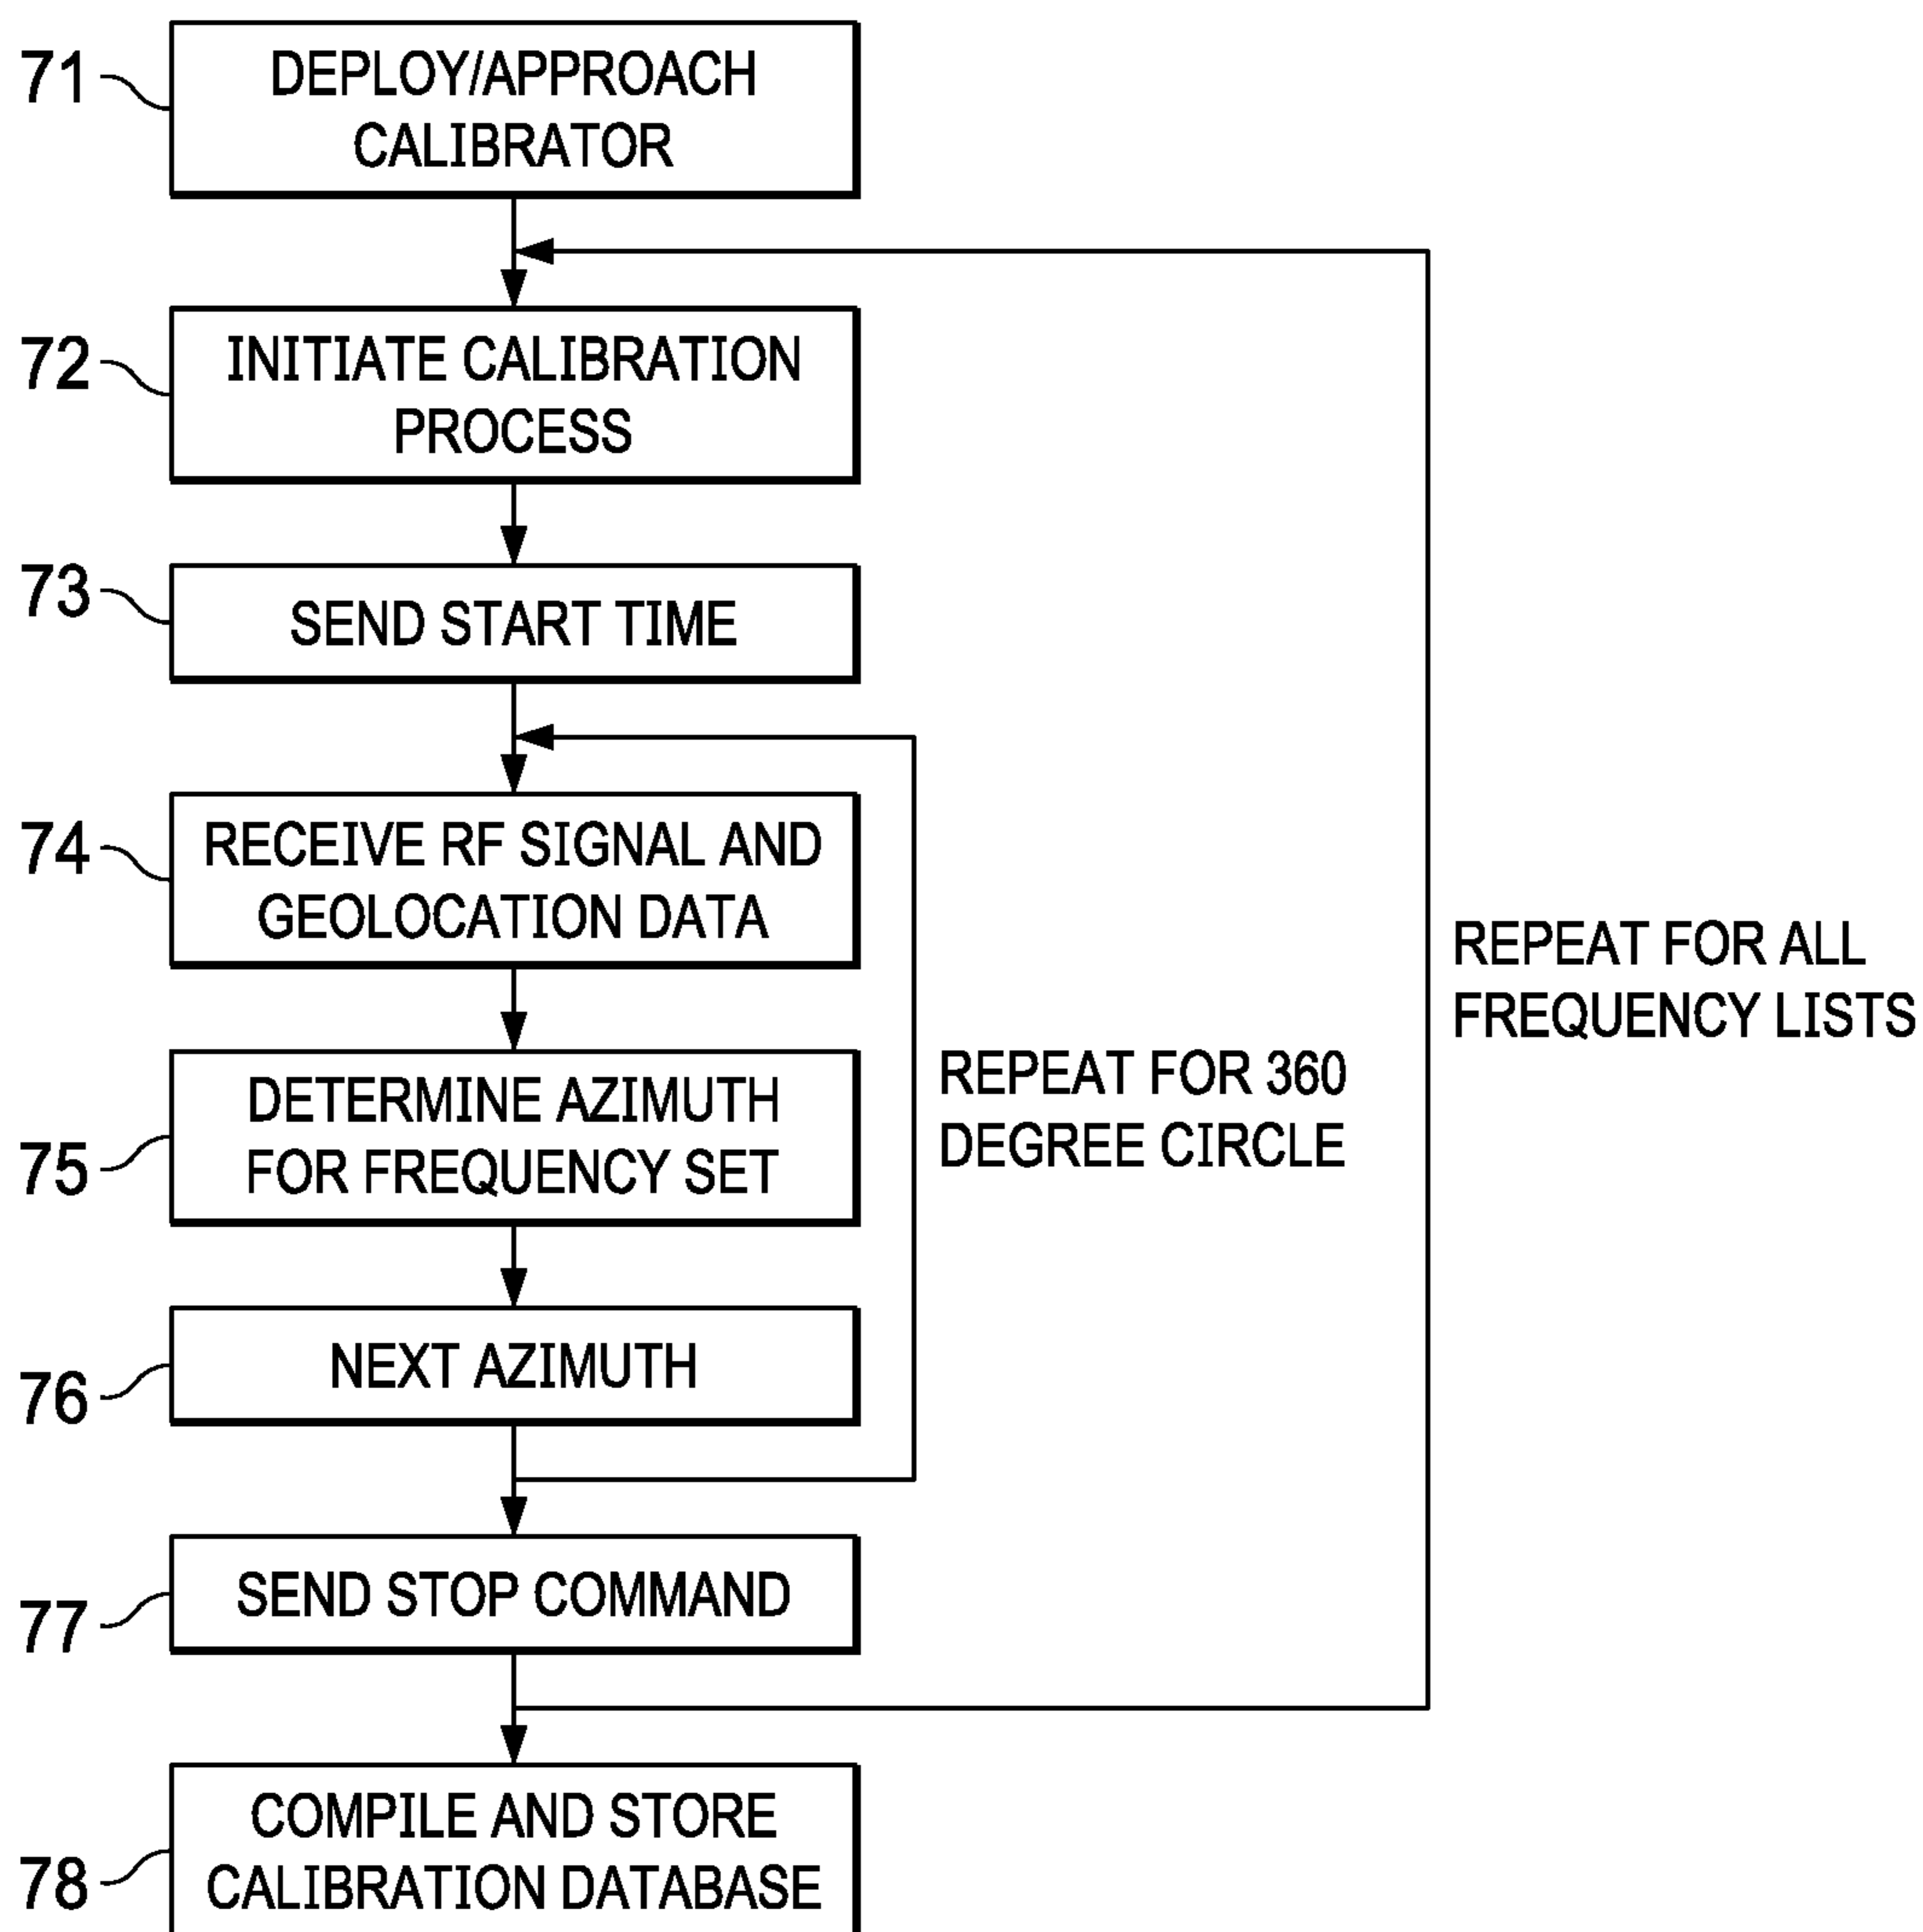 71
DEPLOY/APPROACH
CALIBRATOR
72
INITIATE CALIBRATION
PROCESS
73
SEND START TIME
74
RECEIVE RF SIGNAL AND
GEOLOCATION DATA
75
DETERMINE AZIMUTH
FOR FREQUENCY SET
76
NEXT AZIMUTH
REPEAT FOR 360
DEGREE CIRCLE
77
SEND STOP COMMAND
REPEAT FOR ALL
FREQUENCY LISTS
78
COMPILE AND STORE
CALIBRATION DATABASE